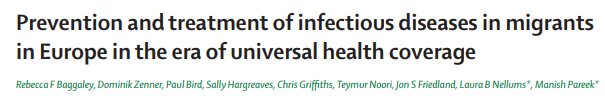 Prevention and treatment of infectious diseases in migrants
in Europe in the era of universal health coverage
Rebecca F Baggaley, Dominik Zenner, Paul Bird, Sally Hargreaves, Chris Griffiths, Teymur Noori, Jon S Friedland, Laura B Nellums*, Manish Pareek*